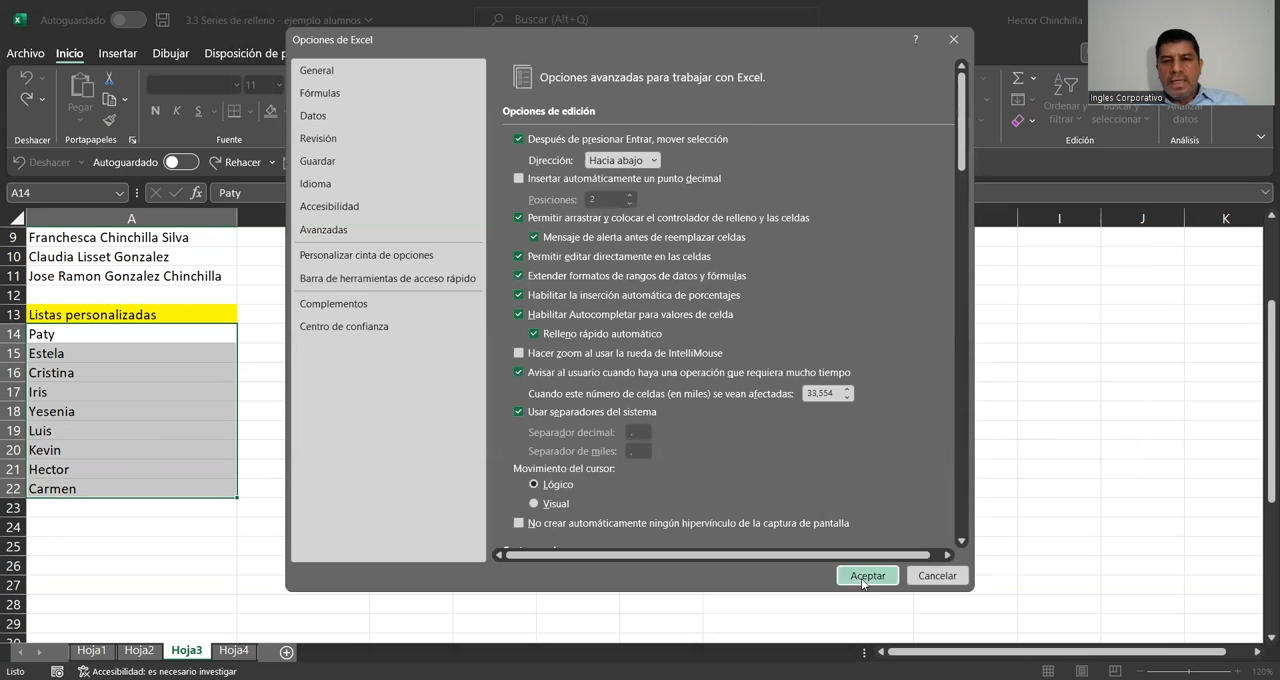 Autoguardado
3.3 Series de relleno - ejemplo alumnos
Buscar (Alt+Q)
Hector Chinchilla
Archivo
Inicio
Insertar
Dibujar
Disposición de p
Ingles Corporativo
11
Pegar
N K S
Ordenar y filtrar
Buscar y seleccionar
Analizar datos
Deshacer
Portapapeles
Fuente
Edición
Análisis
Deshacer
Autoguardado
Rehacer
A14
fx
Paty
A
I
J
K
9 Franchesca Chinchilla Silva
10 Claudia Lisset Gonzalez
11 Jose Ramon Gonzalez Chinchilla
12
13 Listas personalizadas
14 Paty
15 Estela
16 Cristina
17 Iris
18 Yesenia
19 Luis
20 Kevin
21 Hector
22 Carmen
23
24
25
26
27
28
29
Opciones de Excel
?
General
Fórmulas
Datos
Revisión
Guardar
Idioma
Accesibilidad
Avanzadas
Personalizar cinta de opciones
Barra de herramientas de acceso rápido
Complementos
Centro de confianza
Opciones avanzadas para trabajar con Excel.
Opciones de edición
Después de presionar Entrar, mover selección
Dirección: Hacia abajo
Insertar automáticamente un punto decimal
Posiciones: 2
Permitir arrastrar y colocar el controlador de relleno y las celdas
Mensaje de alerta antes de reemplazar celdas
Permitir editar directamente en las celdas
Extender formatos de rangos de datos y fórmulas
Habilitar la inserción automática de porcentajes
Habilitar Autocompletar para valores de celda
Relleno rápido automático
Hacer zoom al usar la rueda de IntelliMouse
Avisar al usuario cuando haya una operación que requiera mucho tiempo
Cuando este número de celdas (en miles) se vean afectadas: 33,554
Usar separadores del sistema
Separador decimal: .
Separador de miles: ,
Movimiento del cursor:
Lógico
Visual
No crear automáticamente ningún hipervínculo de la captura de pantalla
Aceptar
Cancelar
Hoja1
Hoja2
Hoja3
Hoja4
Listo
Accesibilidad: es necesario investigar
120%